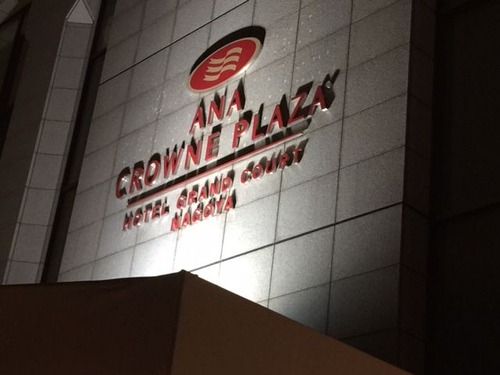 ANA
CROWNE PLAZA
HOTEL GRAND COURT
NAGOYA